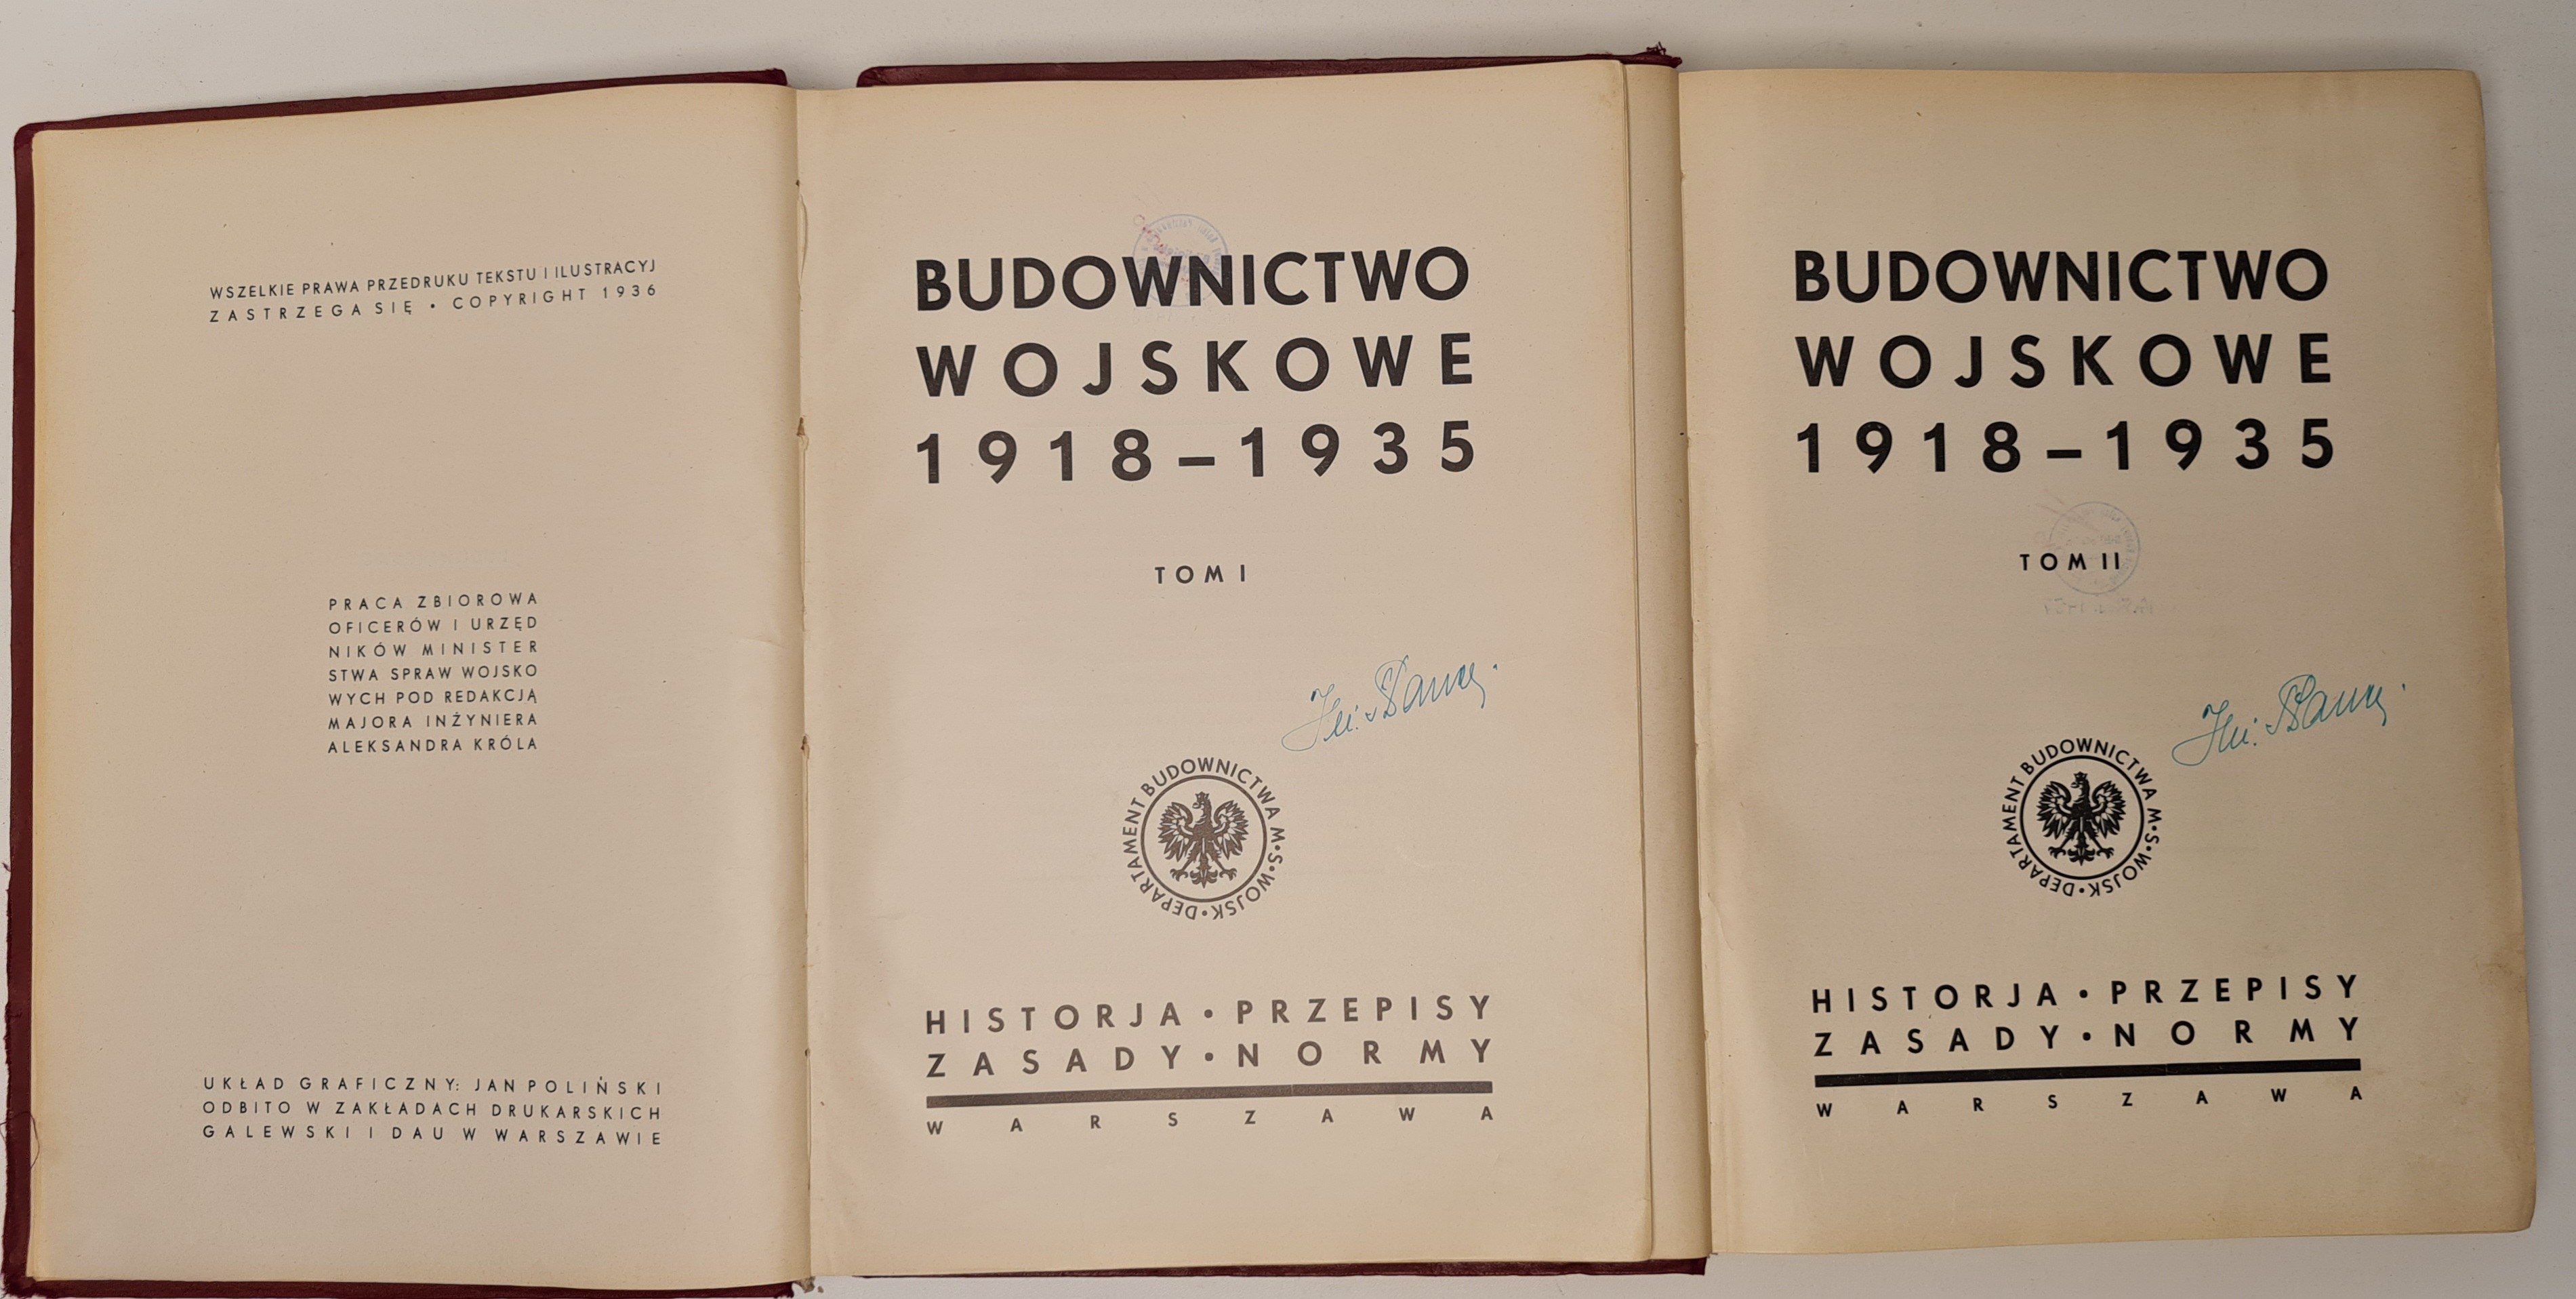 WSZELKIE PRAWA PRZEDRUKU TEKSTU I ILUSTRACYJ
ZASTRZEGA SIĘ • COPYRIGHT 1936
PRACA ZBIOROWA
OFICERÓW I URZĘD
NIKÓW MINISTER
STWA SPRAW WOJSKO
WYCH POD REDAKCJĄ
MAJORA INŻYNIERA
ALEKSANDRA KRÓLA
UKŁAD GRAFICZNY: JAN POLIŃSKI
ODBITO W ZAKŁADACH DRUKARSKICH
GALEWSKI I DAU W WARSZAWIE
BUDOWNICTWO
WOJSKOWE
1918–1935
TOM I
DEPARTAMENT BUDOWNICTWA M•S•WOJSK•
HISTORJA • PRZEPISY
ZASADY • NORMY
WARSZAWA
BUDOWNICTWO
WOJSKOWE
1918–1935
TOM II
DEPARTAMENT BUDOWNICTWA M•S•WOJSK•
HISTORJA • PRZEPISY
ZASADY • NORMY
WARSZAWA